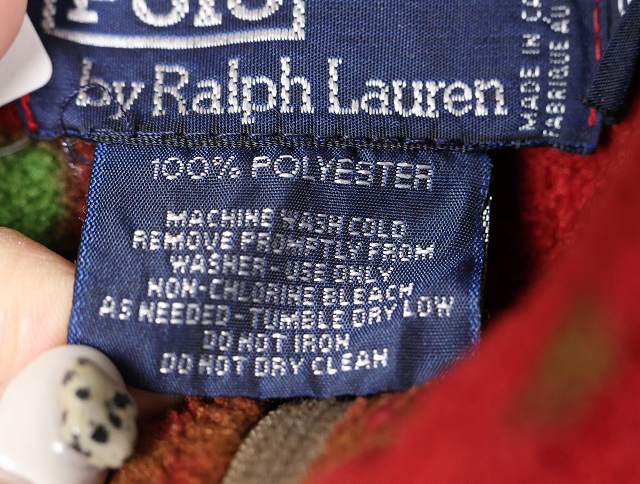 Polo
by Ralph Lauren
MADE IN CA
FABRIQUE AU
100% POLYESTER
MACHINE WASH COLD
REMOVE PROMPTLY FROM
WASHER-USE ONLY
NON-CHLORINE BLEACH
AS NEEDED-TUMBLE DRY LOW
DO NOT IRON
DO NOT DRY CLEAN